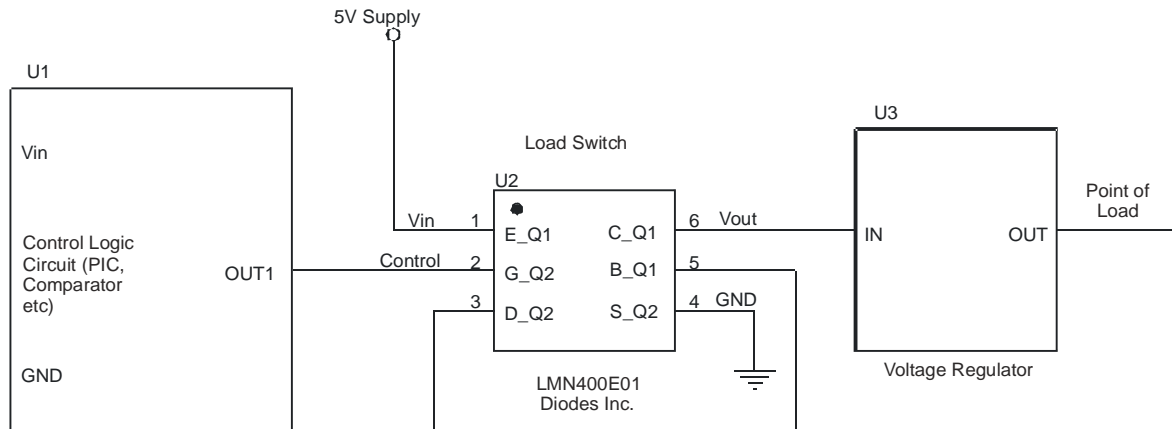 5V Supply
U1
Vin
Control Logic
Circuit (PIC,
Comparator
etc)
OUT1
GND
Load Switch
U2
Vin
1
E_Q1
C_Q1
6
Vout
Control
2
G_Q2
B_Q1
5
3
D_Q2
S_Q2
4
GND
LMN400E01
Diodes Inc.
U3
IN
OUT
Voltage Regulator
Point of
Load